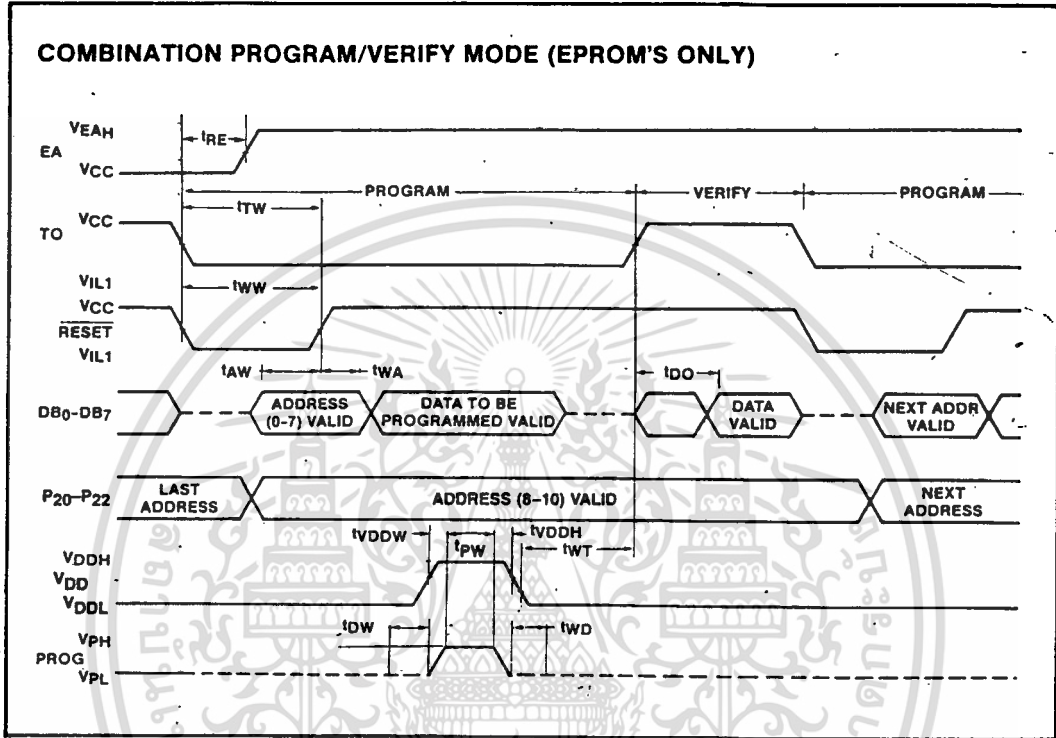 COMBINATION PROGRAM/VERIFY MODE (EPROM'S ONLY)
VEAH
EA
VCC
tRE
PROGRAM
VERIFY
PROGRAM
tTW
VCC
TO
VIL1
tWW
VCC
RESET
VIL1
tAW
tWA
tDO
DB0-DB7
ADDRESS
(0-7) VALID
DATA TO BE
PROGRAMMED VALID
DATA
VALID
NEXT ADDR
VALID
P20-P22
LAST
ADDRESS
ADDRESS (8-10) VALID
NEXT
ADDRESS
tVDDW
tVDDH
tPW
tWT
VDDH
VDD
VDDL
tDW
tWD
VPH
PROG
VPL